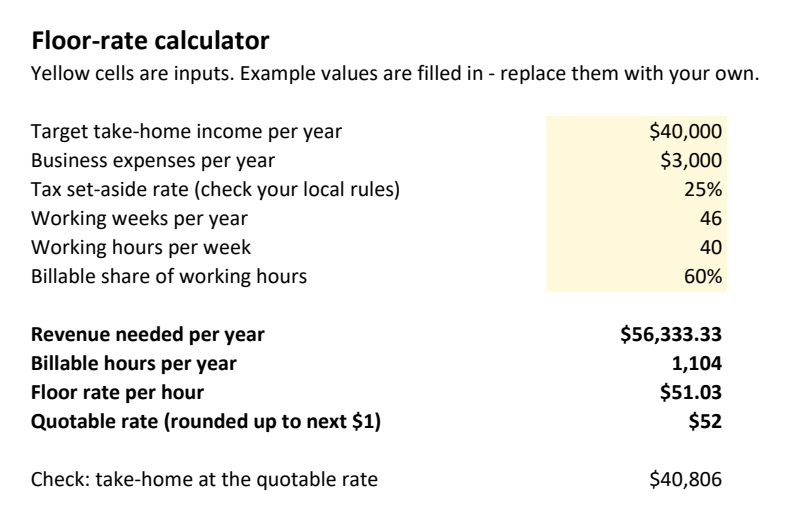 Floor-rate calculator
Yellow cells are inputs. Example values are filled in - replace them with your own.
Target take-home income per year $40,000
Business expenses per year $3,000
Tax set-aside rate (check your local rules) 25%
Working weeks per year 46
Working hours per week 40
Billable share of working hours 60%
Revenue needed per year $56,333.33
Billable hours per year 1,104
Floor rate per hour $51.03
Quotable rate (rounded up to next $1) $52
Check: take-home at the quotable rate $40,806